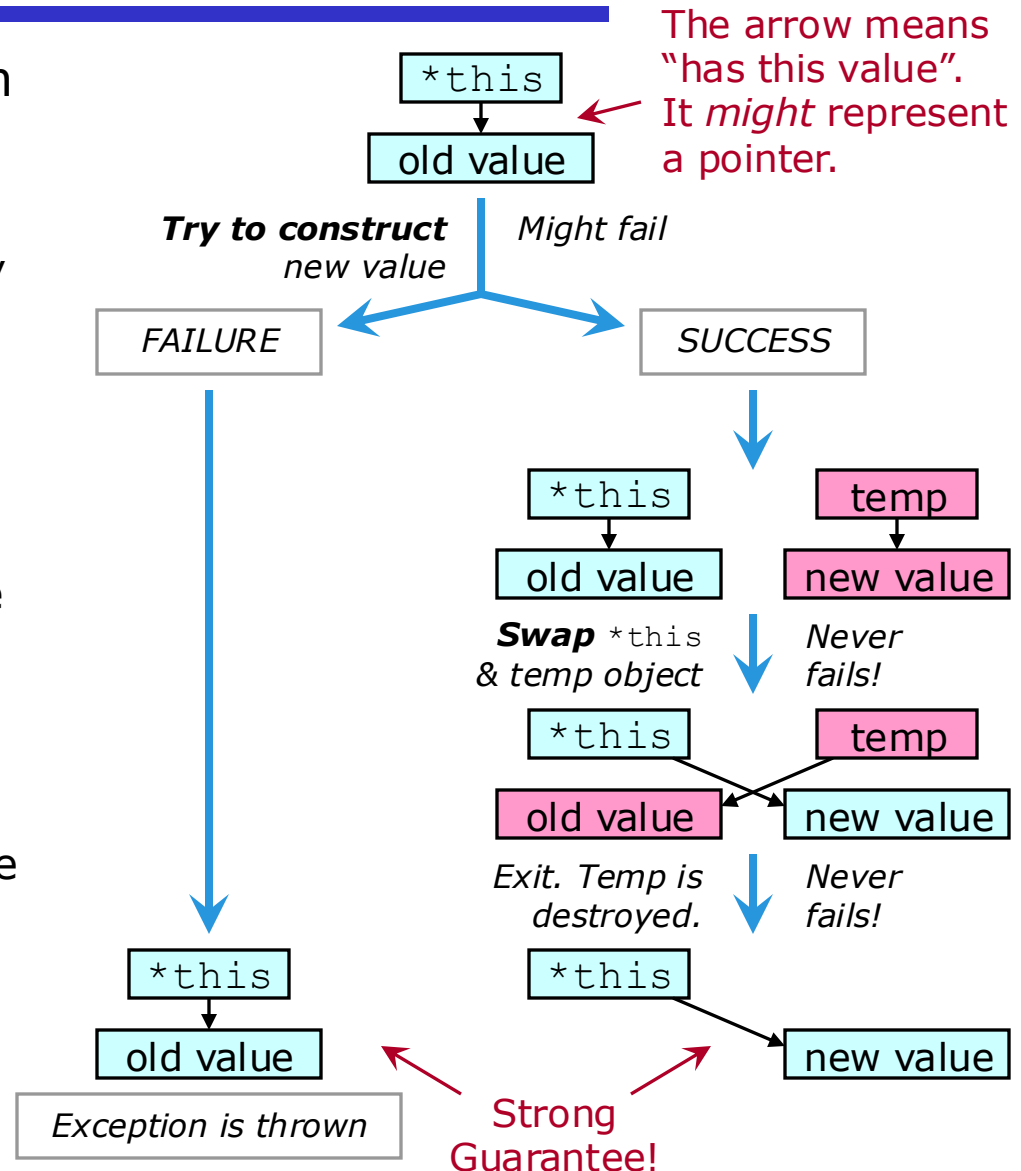 The arrow means
“has this value”.
It might represent
a pointer.
*this
old value
Try to construct
new value
Might fail
FAILURE
SUCCESS
*this
temp
old value
new value
Swap *this
& temp object
Never
fails!
*this
temp
old value
new value
Exit. Temp is
destroyed.
Never
fails!
*this
old value
Exception is thrown
*this
new value
Strong
Guarantee!